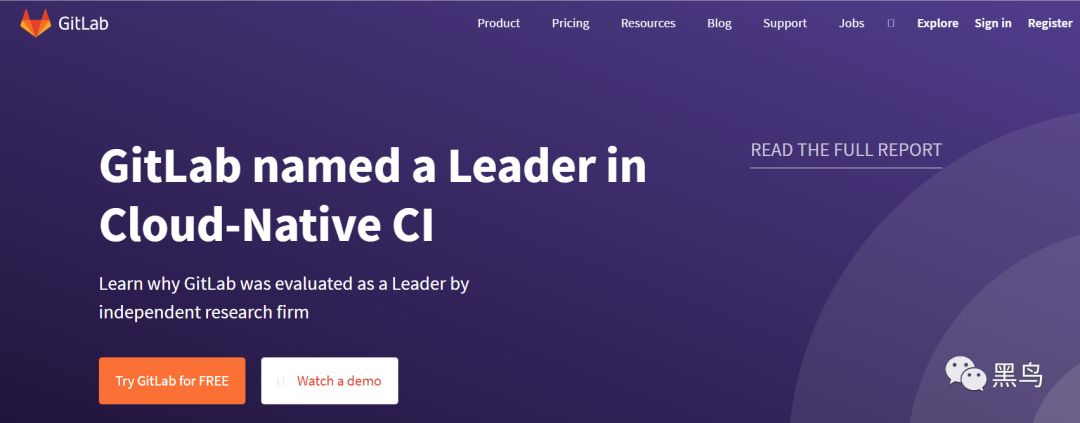 GitLab
Product Pricing Resources Blog Support Jobs Explore Sign in Register
GitLab named a Leader in
Cloud-Native CI
READ THE FULL REPORT
Learn why GitLab was evaluated as a Leader by
independent research firm
Try GitLab for FREE
Watch a demo
黑鸟